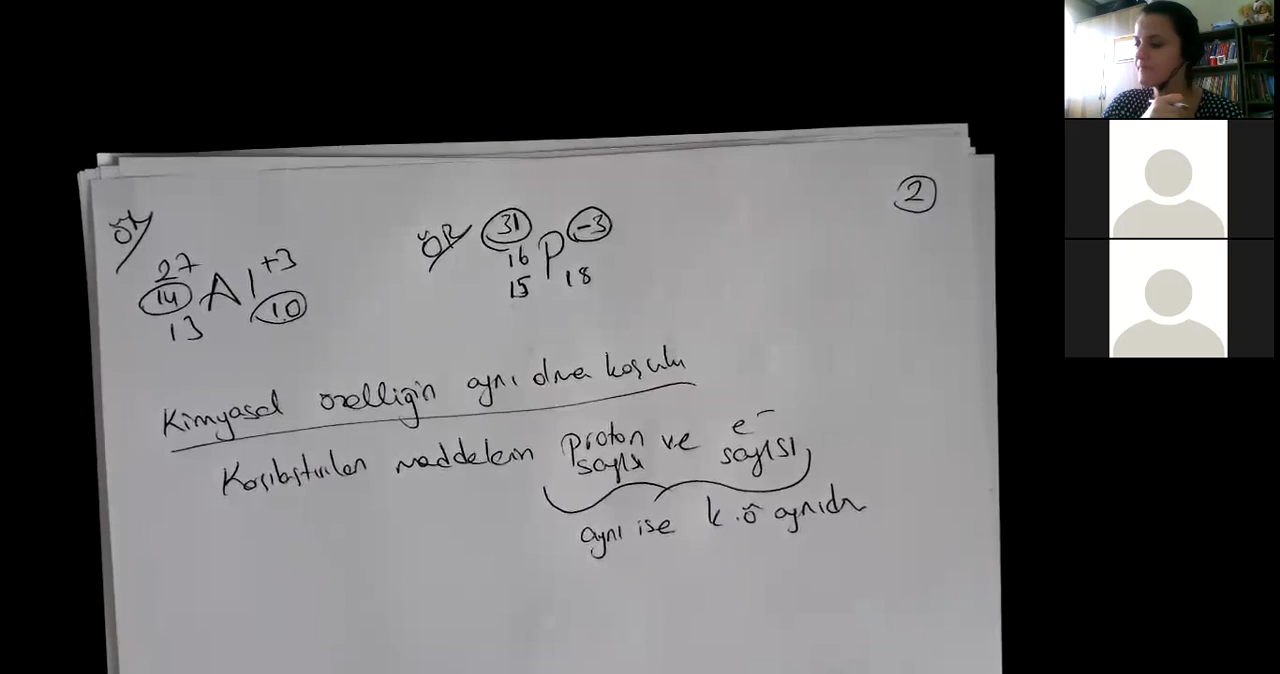 2
ÖR
27
14 Al +3
13 10
ÖR
31
16 P -3
15 18
Kimyasal özelliğin aynı olma koşulu
Karşılaştırılan maddelerin proton sayısı ve e⁻ sayısı
aynı ise k.ö aynıdır